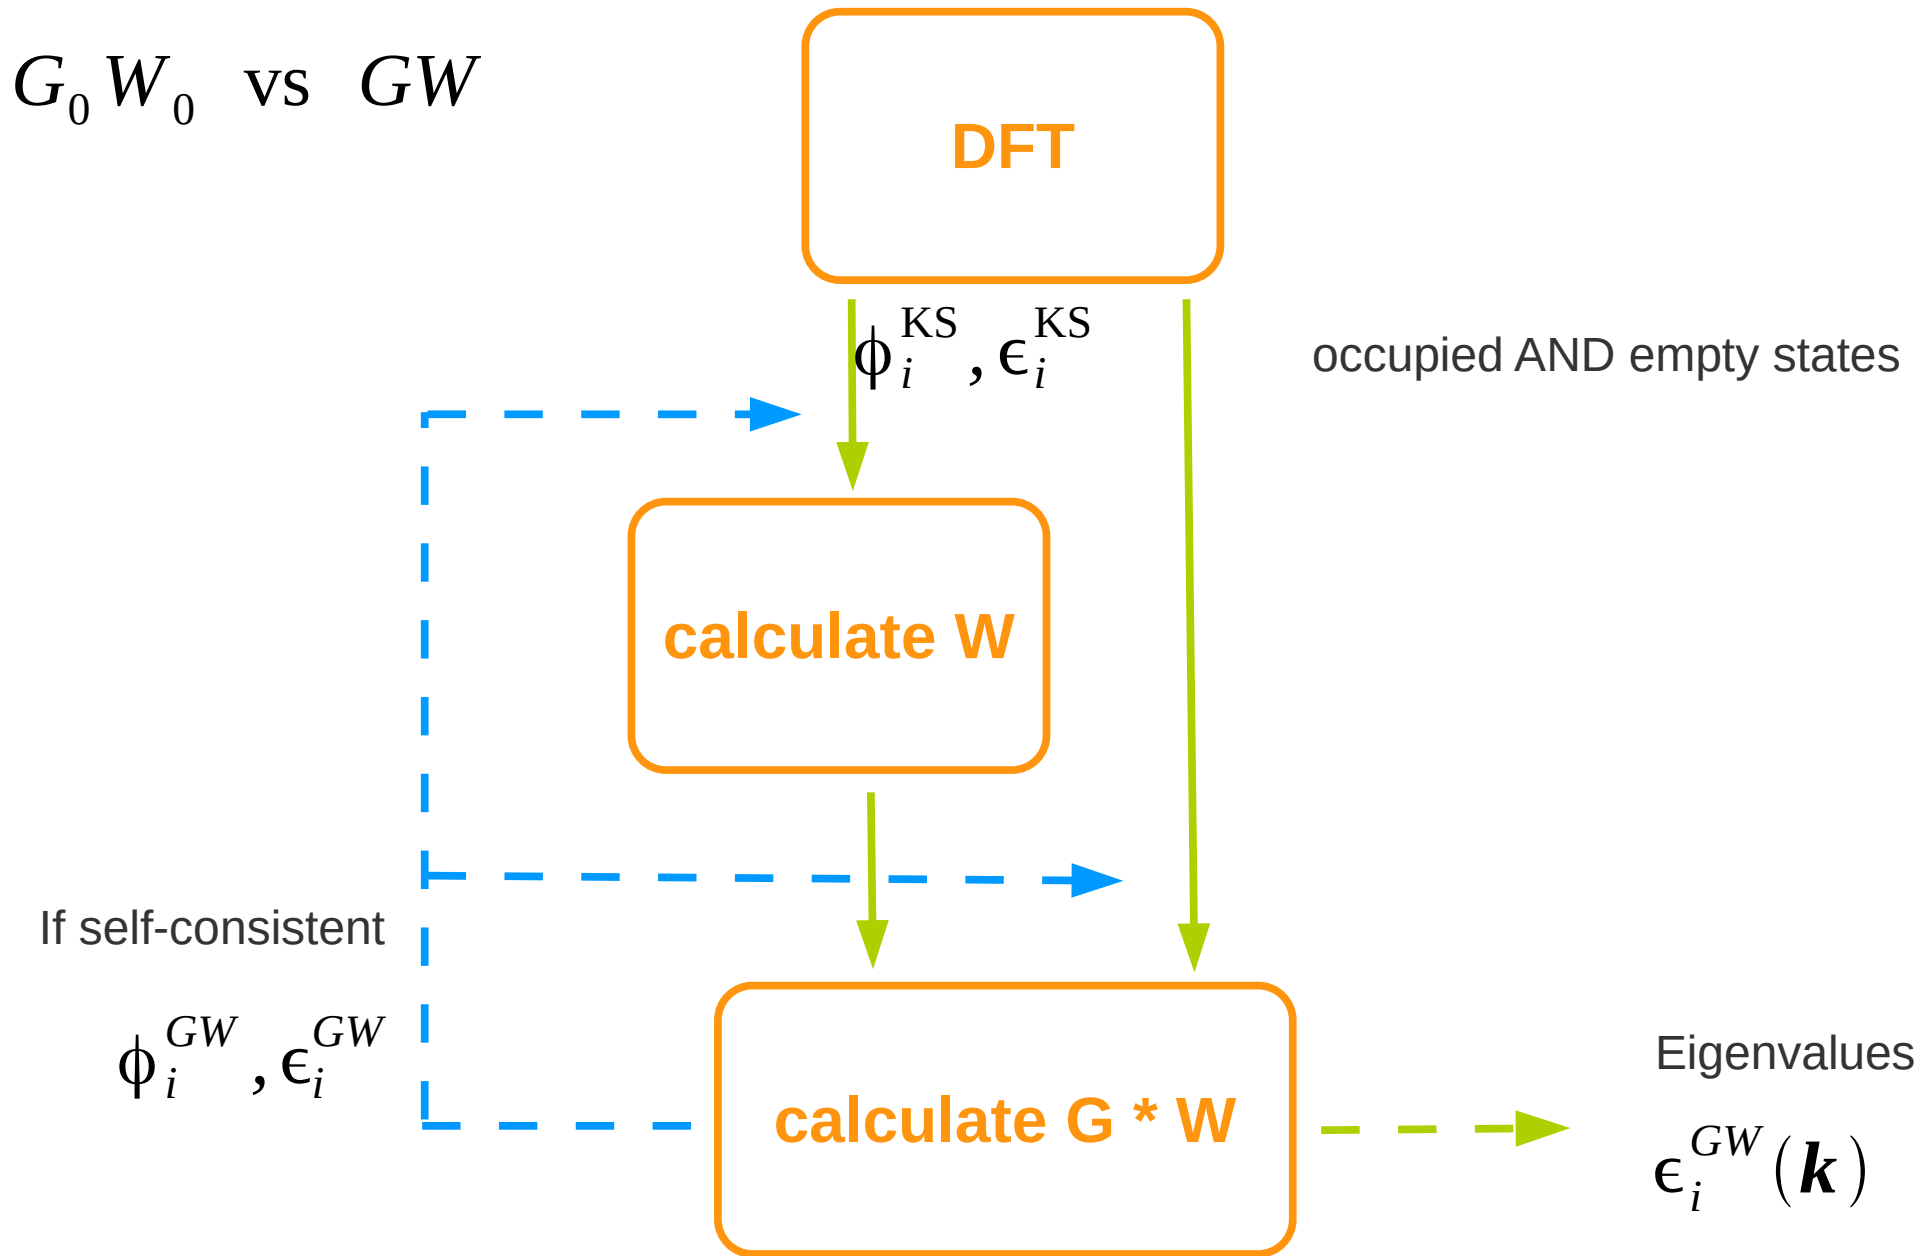 G₀W₀ vs GW
DFT
ϕᵢᴷˢ, ϵᵢᴷˢ
occupied AND empty states
calculate W
If self-consistent
ϕᵢᴳᵂ, ϵᵢᴳᵂ
calculate G * W
Eigenvalues
ϵᵢᴳᵂ(k)